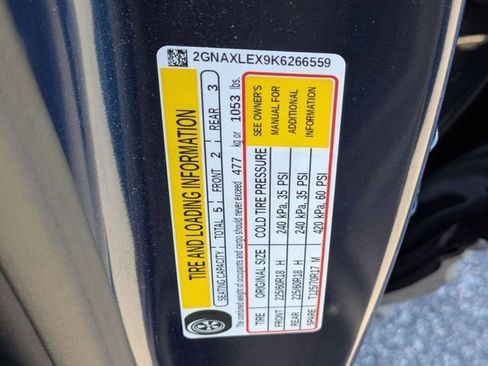 2GNAXLEX9K6266559
TIRE AND LOADING INFORMATION
SEATING CAPACITY TOTAL 5 FRONT 2 REAR 3
The combined weight of occupants and cargo should never exceed 477 kg or 1053 lbs.
TIRE ORIGINAL SIZE COLD TIRE PRESSURE
FRONT 225/60R18 H 240 kPa, 35 PSI
REAR 225/60R18 H 240 kPa, 35 PSI
SPARE T125/70R17 M 420 kPa, 60 PSI
SEE OWNER'S
MANUAL FOR
ADDITIONAL
INFORMATION